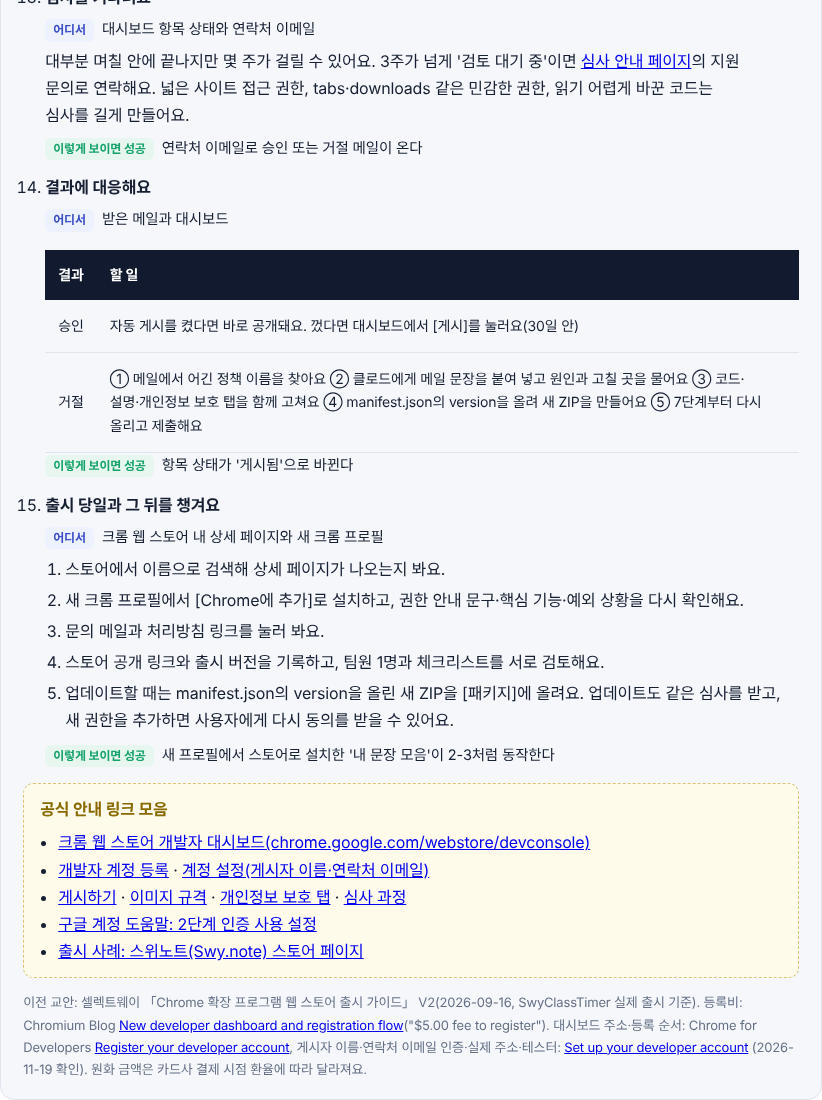 어디서 대시보드 항목 상태와 연락처 이메일
대부분 며칠 안에 끝나지만 몇 주가 걸릴 수 있어요. 3주가 넘게 '검토 대기 중'이면 심사 안내 페이지의 지원
문의로 연락해요. 넓은 사이트 접근 권한, tabs·downloads 같은 민감한 권한, 읽기 어렵게 바꾼 코드는
심사를 길게 만들어요.
이렇게 보이면 성공 연락처 이메일로 승인 또는 거절 메일이 온다
14. 결과에 대응해요
어디서 받은 메일과 대시보드
결과 할 일
승인 자동 게시를 켰다면 바로 공개돼요. 껐다면 대시보드에서 [게시]를 눌러요(30일 안)
① 메일에서 어긴 정책 이름을 찾아요 ② 클로드에게 메일 문장을 붙여 넣고 원인과 고칠 곳을 물어요 ③ 코드·
거절 설명·개인정보 보호 탭을 함께 고쳐요 ④ manifest.json의 version을 올려 새 ZIP을 만들어요 ⑤ 7단계부터 다시
올리고 제출해요
이렇게 보이면 성공 항목 상태가 '게시됨'으로 바뀐다
15. 출시 당일과 그 뒤를 챙겨요
어디서 크롬 웹 스토어 내 상세 페이지와 새 크롬 프로필
1. 스토어에서 이름으로 검색해 상세 페이지가 나오는지 봐요.
2. 새 크롬 프로필에서 [Chrome에 추가]로 설치하고, 권한 안내 문구·핵심 기능·예외 상황을 다시 확인해요.
3. 문의 메일과 처리방침 링크를 눌러 봐요.
4. 스토어 공개 링크와 출시 버전을 기록하고, 팀원 1명과 체크리스트를 서로 검토해요.
5. 업데이트할 때는 manifest.json의 version을 올린 새 ZIP을 [패키지]에 올려요. 업데이트도 같은 심사를 받고,
새 권한을 추가하면 사용자에게 다시 동의를 받을 수 있어요.
이렇게 보이면 성공 새 프로필에서 스토어로 설치한 '내 문장 모음'이 2-3처럼 동작한다
공식 안내 링크 모음
• 크롬 웹 스토어 개발자 대시보드(chrome.google.com/webstore/devconsole)
• 개발자 계정 등록 · 계정 설정(게시자 이름·연락처 이메일)
• 게시하기 · 이미지 규격 · 개인정보 보호 탭 · 심사 과정
• 구글 계정 도움말: 2단계 인증 사용 설정
• 출시 사례: 스위노트(Swy.note) 스토어 페이지
이전 교안: 셀렉트웨이 「Chrome 확장 프로그램 웹 스토어 출시 가이드」 V2(2026-09-16, SwyClassTimer 실제 출시 기준). 등록비:
Chromium Blog New developer dashboard and registration flow("$5.00 fee to register"). 대시보드 주소·등록 순서: Chrome for
Developers Register your developer account, 게시자 이름·연락처 이메일 인증·실제 주소·테스터: Set up your developer account (2026-
11-19 확인). 원화 금액은 카드사 결제 시점 환율에 따라 달라져요.